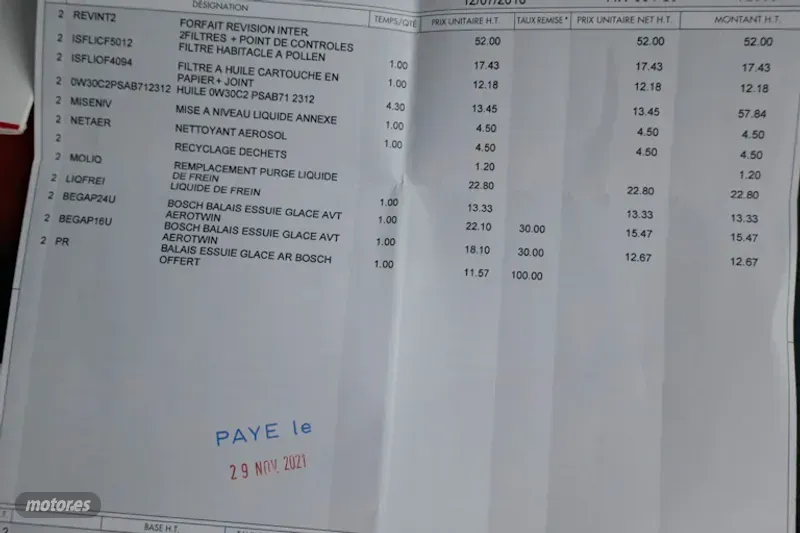 DÉSIGNATION TEMPS/QTÉ PRIX UNITAIRE H.T. TAUX REMISE * PRIX UNITAIRE NET H.T. MONTANT H.T.
2 REVINT2 FORFAIT REVISION INTER. 52.00 52.00 52.00
2FILTRES + POINT DE CONTROLES
2 ISFLICF5012 FILTRE HABITACLE A POLLEN 1.00 17.43 17.43 17.43
2 ISFLIOF4094 FILTRE A HUILE CARTOUCHE EN 1.00 12.18 12.18 12.18
PAPIER+ JOINT
2 0W30C2PSAB712312 HUILE 0W30C2 PSAB71 2312 4.30 13.45 13.45 57.84
2 MISENIV MISE A NIVEAU LIQUIDE ANNEXE 1.00 4.50 4.50 4.50
2 NETAER NETTOYANT AEROSOL 1.00 4.50 4.50 4.50
2 RECYCLAGE DECHETS 1.20 1.20
2 MOLIQ REMPLACEMENT PURGE LIQUIDE 22.80 22.80 22.80
DE FREIN
2 LIQFREI LIQUIDE DE FREIN 1.00 13.33 13.33 13.33
2 BEGAP24U BOSCH BALAIS ESSUIE GLACE AVT 1.00 22.10 30.00 15.47 15.47
AEROTWIN
2 BEGAP16U BOSCH BALAIS ESSUIE GLACE AVT 1.00 18.10 30.00 12.67 12.67
AEROTWIN
2 PR BALAIS ESSUIE GLACE AR BOSCH 1.00 11.57 100.00
OFFERT
PAYE le
29 NOV. 2021
motor.es
BASE H.T.